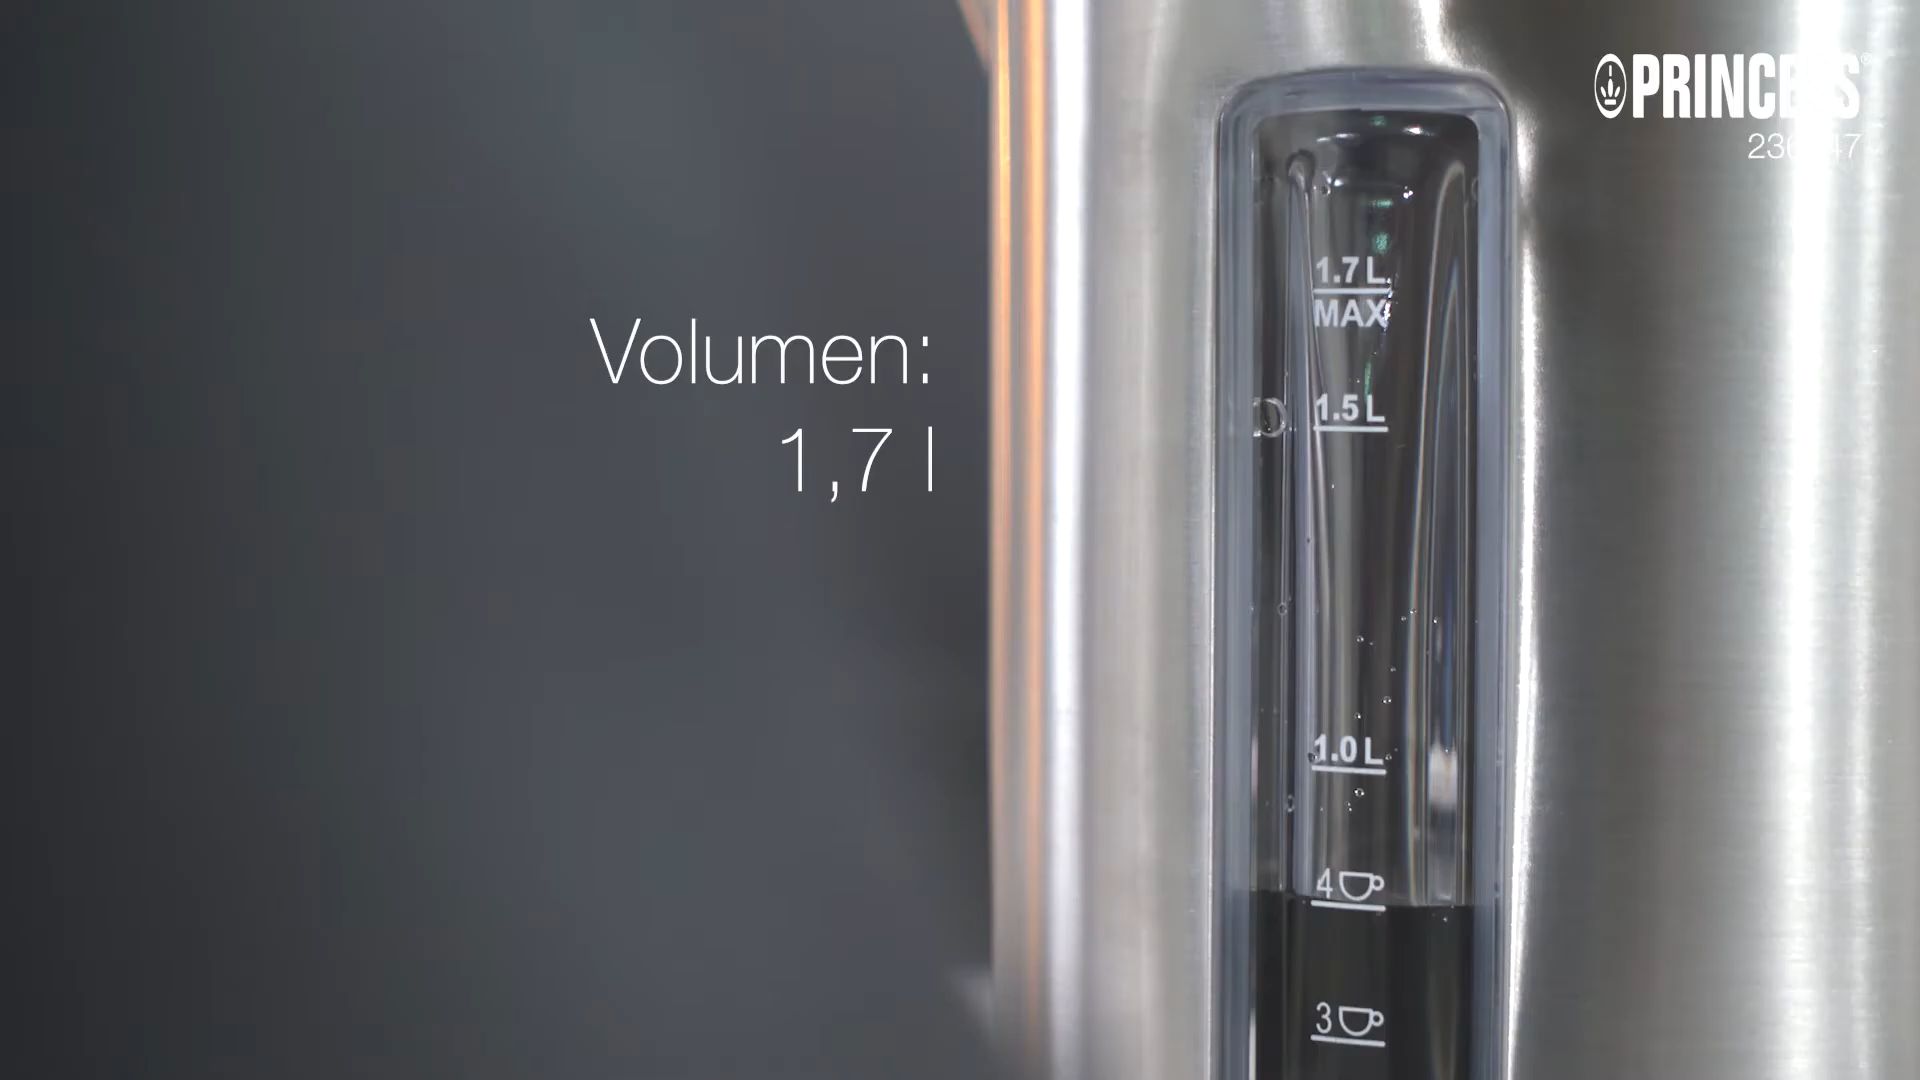 PRINCESS®
Volumen:
1,7 l
1.7 L
MAX
1.5 L
1.0 L
4
3